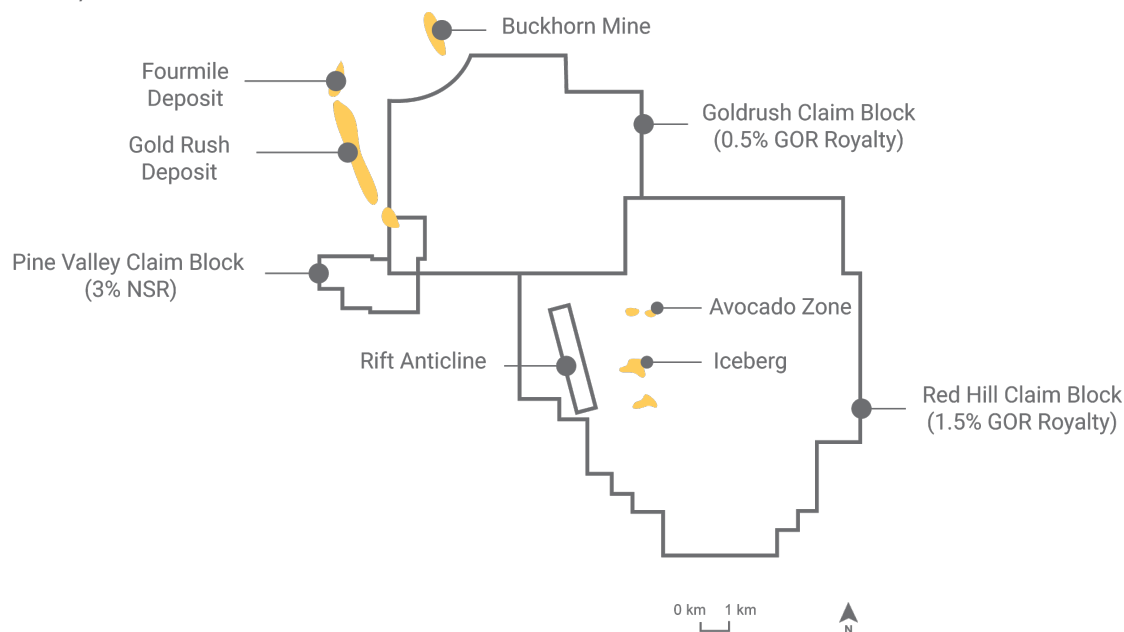 Buckhorn Mine
Fourmile
Deposit
Goldrush Claim Block
(0.5% GOR Royalty)
Gold Rush
Deposit
Pine Valley Claim Block
(3% NSR)
Avocado Zone
Rift Anticline
Iceberg
Red Hill Claim Block
(1.5% GOR Royalty)
0 km 1 km
N